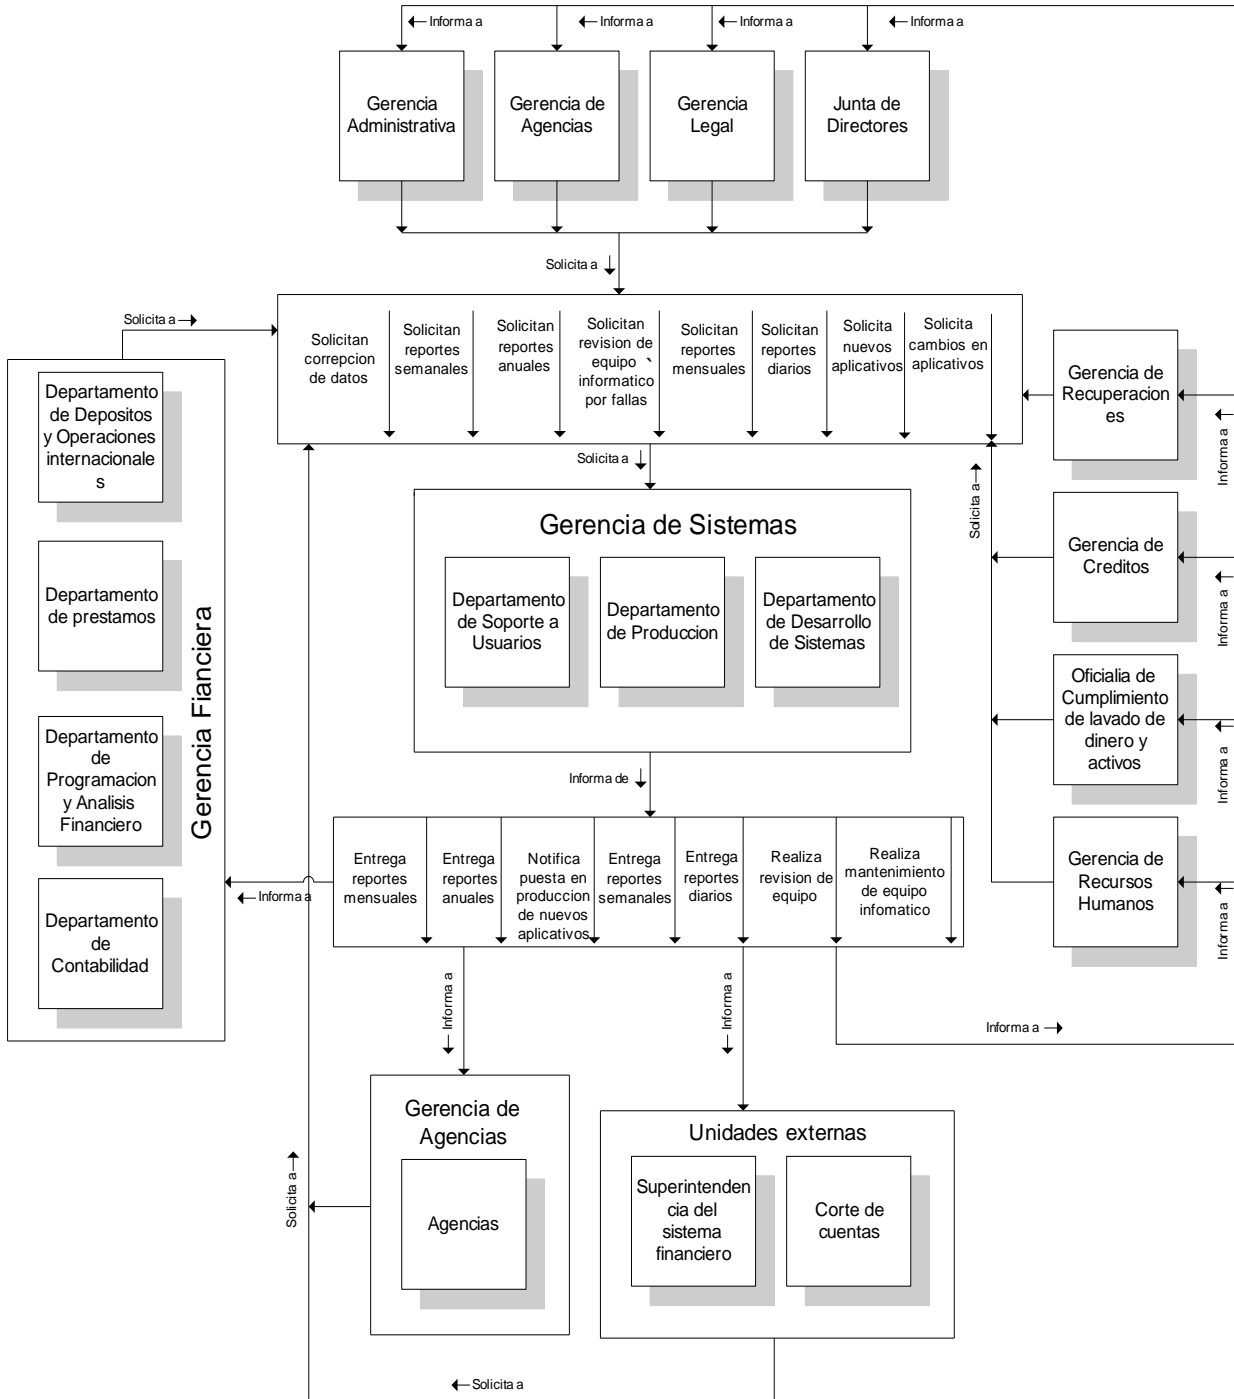 Informa a
Informa a
Informa a
Informa a
Gerencia
Administrativa
Gerencia de
Agencias
Gerencia
Legal
Junta de
Directores
Solicita a
Solicita a
Solicitan
correpcion
de datos
Solicitan
reportes
semanales
Solicitan
reportes
anuales
Solicitan
revision de
equipo `
informatico
por fallas
Solicitan
reportes
mensuales
Solicitan
reportes
diarios
Solicita
nuevos
aplicativos
Solicita
cambios en
aplicativos
Gerencia de
Recuperacion
es
Informa a
Departamento
de Depositos
y Operaciones
internacionale
s
Departamento
de prestamos
Departamento
de
Programacion
y Analisis
Financiero
Departamento
de
Contabilidad
Gerencia Fianciera
Solicita a
Solicita a
Gerencia de Sistemas
Departamento
de Soporte a
Usuarios
Departamento
de Produccion
Departamento
de Desarrollo
de Sistemas
Gerencia de
Creditos
Informa a
Oficialia de
Cumplimiento
de lavado de
dinero y
activos
Informa a
Informa de
Entrega
reportes
mensuales
Entrega
reportes
anuales
Notifica
puesta en
produccion
de nuevos
aplicativos
Entrega
reportes
semanales
Entrega
reportes
diarios
Realiza
revision de
equipo
Realiza
mantenimiento
de equipo
infomatico
Gerencia de
Recursos
Humanos
Informa a
Informa a
Informa a
Informa a
Informa a
Gerencia de
Agencias
Agencias
Solicita a
Unidades externas
Superintenden
cia del
sistema
financiero
Corte de
cuentas
Solicita a